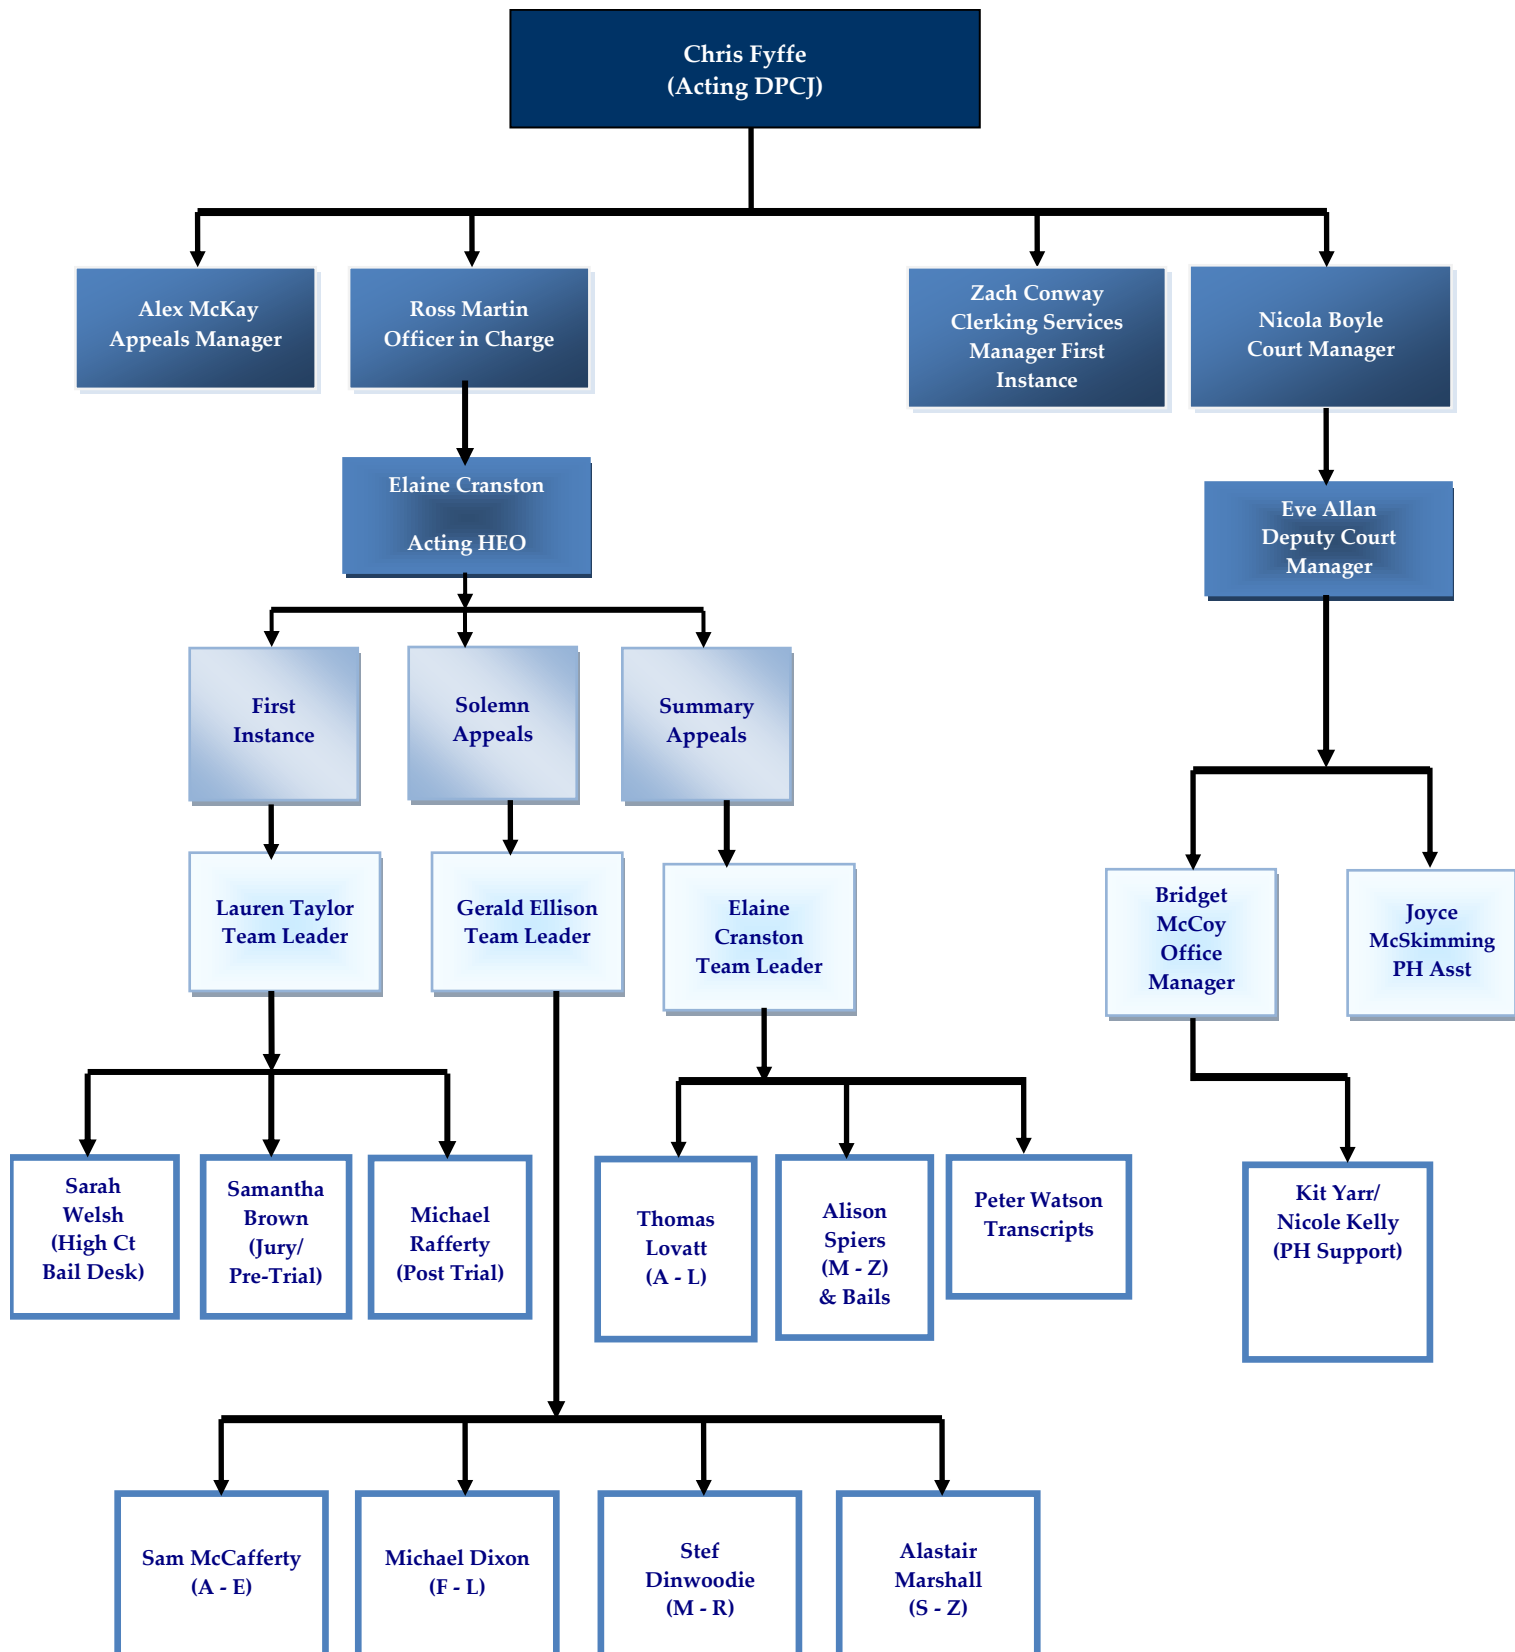 Chris Fyffe
(Acting DPCJ)
Alex McKay
Appeals Manager
Ross Martin
Officer in Charge
Zach Conway
Clerking Services
Manager First
Instance
Nicola Boyle
Court Manager
Elaine Cranston
Acting HEO
Eve Allan
Deputy Court
Manager
First
Instance
Solemn
Appeals
Summary
Appeals
Lauren Taylor
Team Leader
Gerald Ellison
Team Leader
Elaine
Cranston
Team Leader
Bridget
McCoy
Office
Manager
Joyce
McSkimming
PH Asst
Sarah
Welsh
(High Ct
Bail Desk)
Samantha
Brown
(Jury/
Pre-Trial)
Michael
Rafferty
(Post Trial)
Thomas
Lovatt
(A - L)
Alison
Spiers
(M - Z)
& Bails
Peter Watson
Transcripts
Kit Yarr/
Nicole Kelly
(PH Support)
Sam McCafferty
(A - E)
Michael Dixon
(F - L)
Stef
Dinwoodie
(M - R)
Alastair
Marshall
(S - Z)